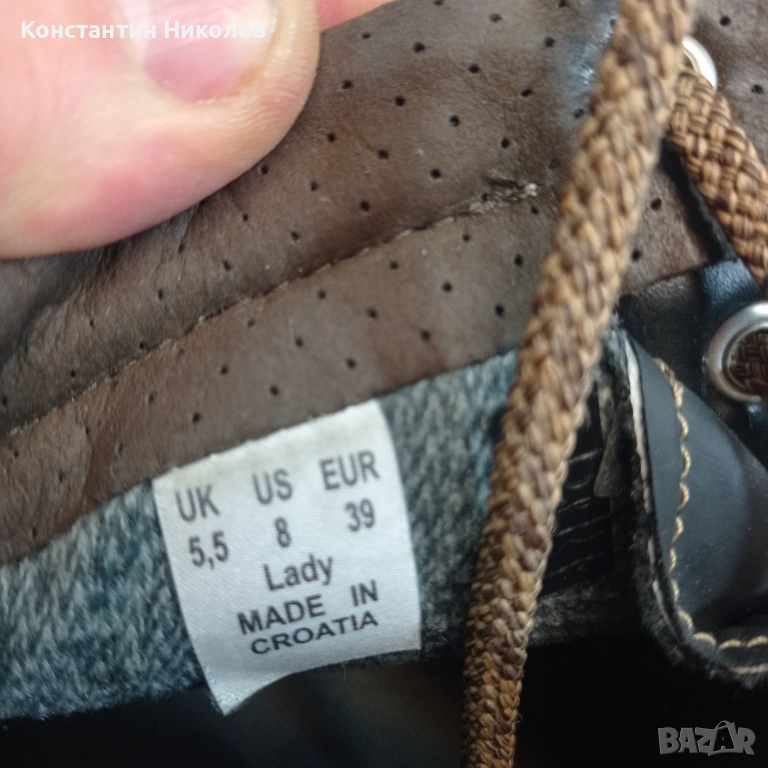 Константин Николов
UK US EUR
5,5 8 39
Lady
MADE IN
CROATIA
BAZAR